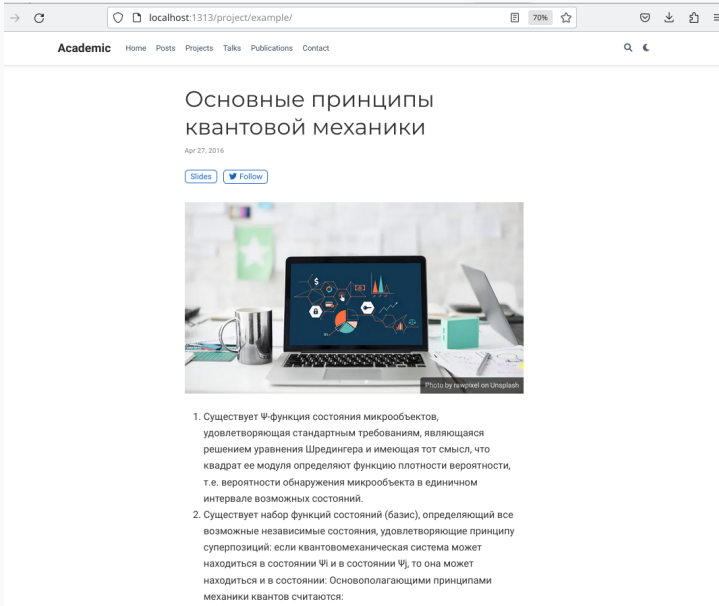 localhost:1313/project/example/
70%
Academic Home Posts Projects Talks Publications Contact
Основные принципы
квантовой механики
Apr 27, 2016
Slides Follow
$
Photo by rawpixel on Unsplash
1. Существует Ψ-функция состояния микрообъектов,
удовлетворяющая стандартным требованиям, являющаяся
решением уравнения Шредингера и имеющая тот смысл, что
квадрат ее модуля определяют функцию плотности вероятности,
т.е. вероятности обнаружения микрообъекта в единичном
интервале возможных состояний.
2. Существует набор функций состояний (базис), определяющий все
возможные независимые состояния, удовлетворяющие принципу
суперпозиций: если квантовомеханическая система может
находиться в состоянии Ψi и в состоянии Ψj, то она может
находиться и в состоянии: Основополагающими принципами
механики квантов считаются: